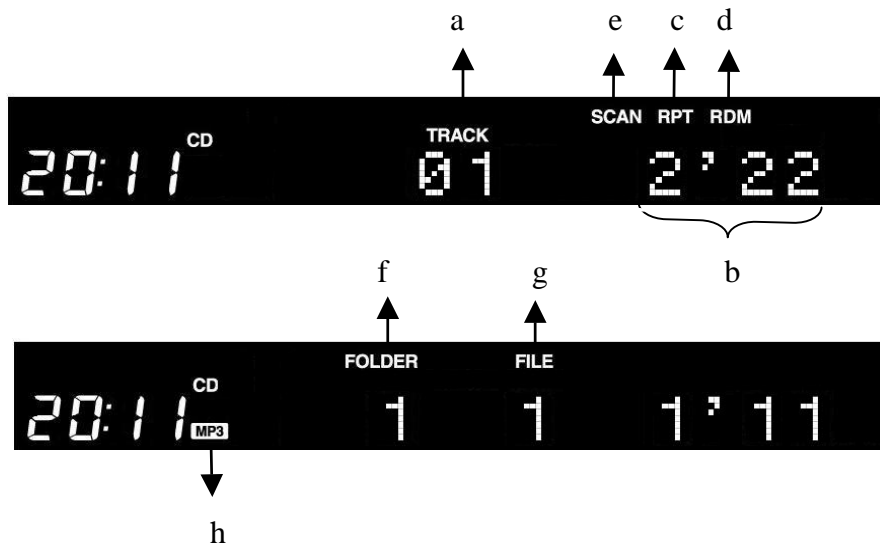 a e c d
SCAN RPT RDM
CD TRACK
20:11 01 2'22
b
f g
FOLDER FILE
CD
20:11 MP3 1 1 1'11
h